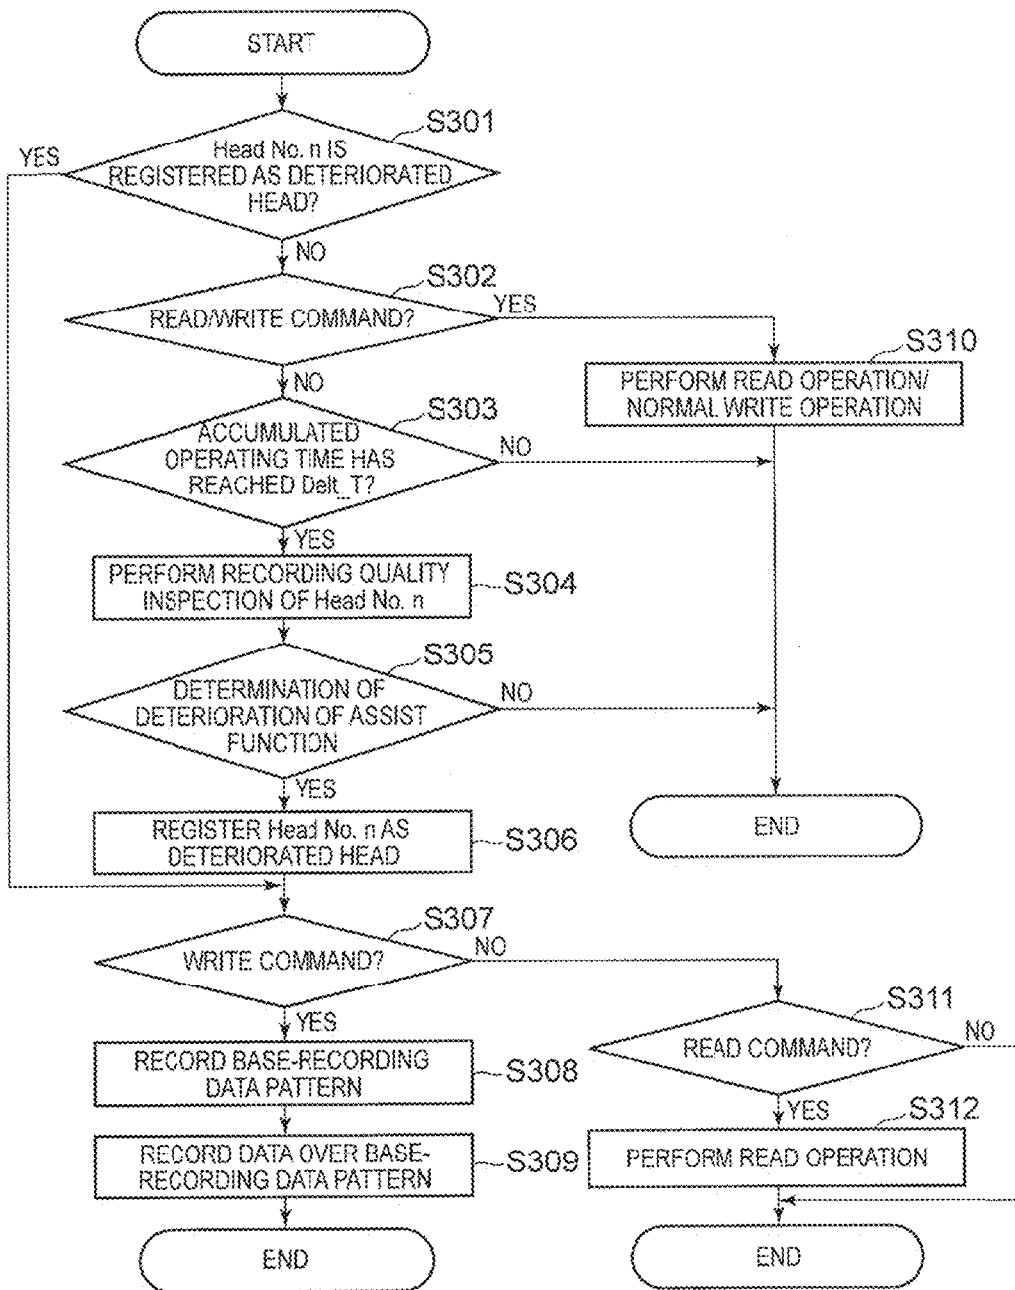 START
S301
YES
Head No. n IS
REGISTERED AS DETERIORATED
HEAD?
NO
S302
YES
READ/WRITE COMMAND?
S310
PERFORM READ OPERATION/
NORMAL WRITE OPERATION
NO
S303
ACCUMULATED
OPERATING TIME HAS
REACHED Delt_T?
NO
YES
PERFORM RECORDING QUALITY
INSPECTION OF Head No. n
S304
S305
DETERMINATION OF
DETERIORATION OF ASSIST
FUNCTION
NO
YES
REGISTER Head No. n AS
DETERIORATED HEAD
S306
END
S307
WRITE COMMAND?
NO
S311
READ COMMAND?
NO
YES
RECORD BASE-RECORDING
DATA PATTERN
S308
YES
S312
PERFORM READ OPERATION
RECORD DATA OVER BASE-
RECORDING DATA PATTERN
S309
END
END